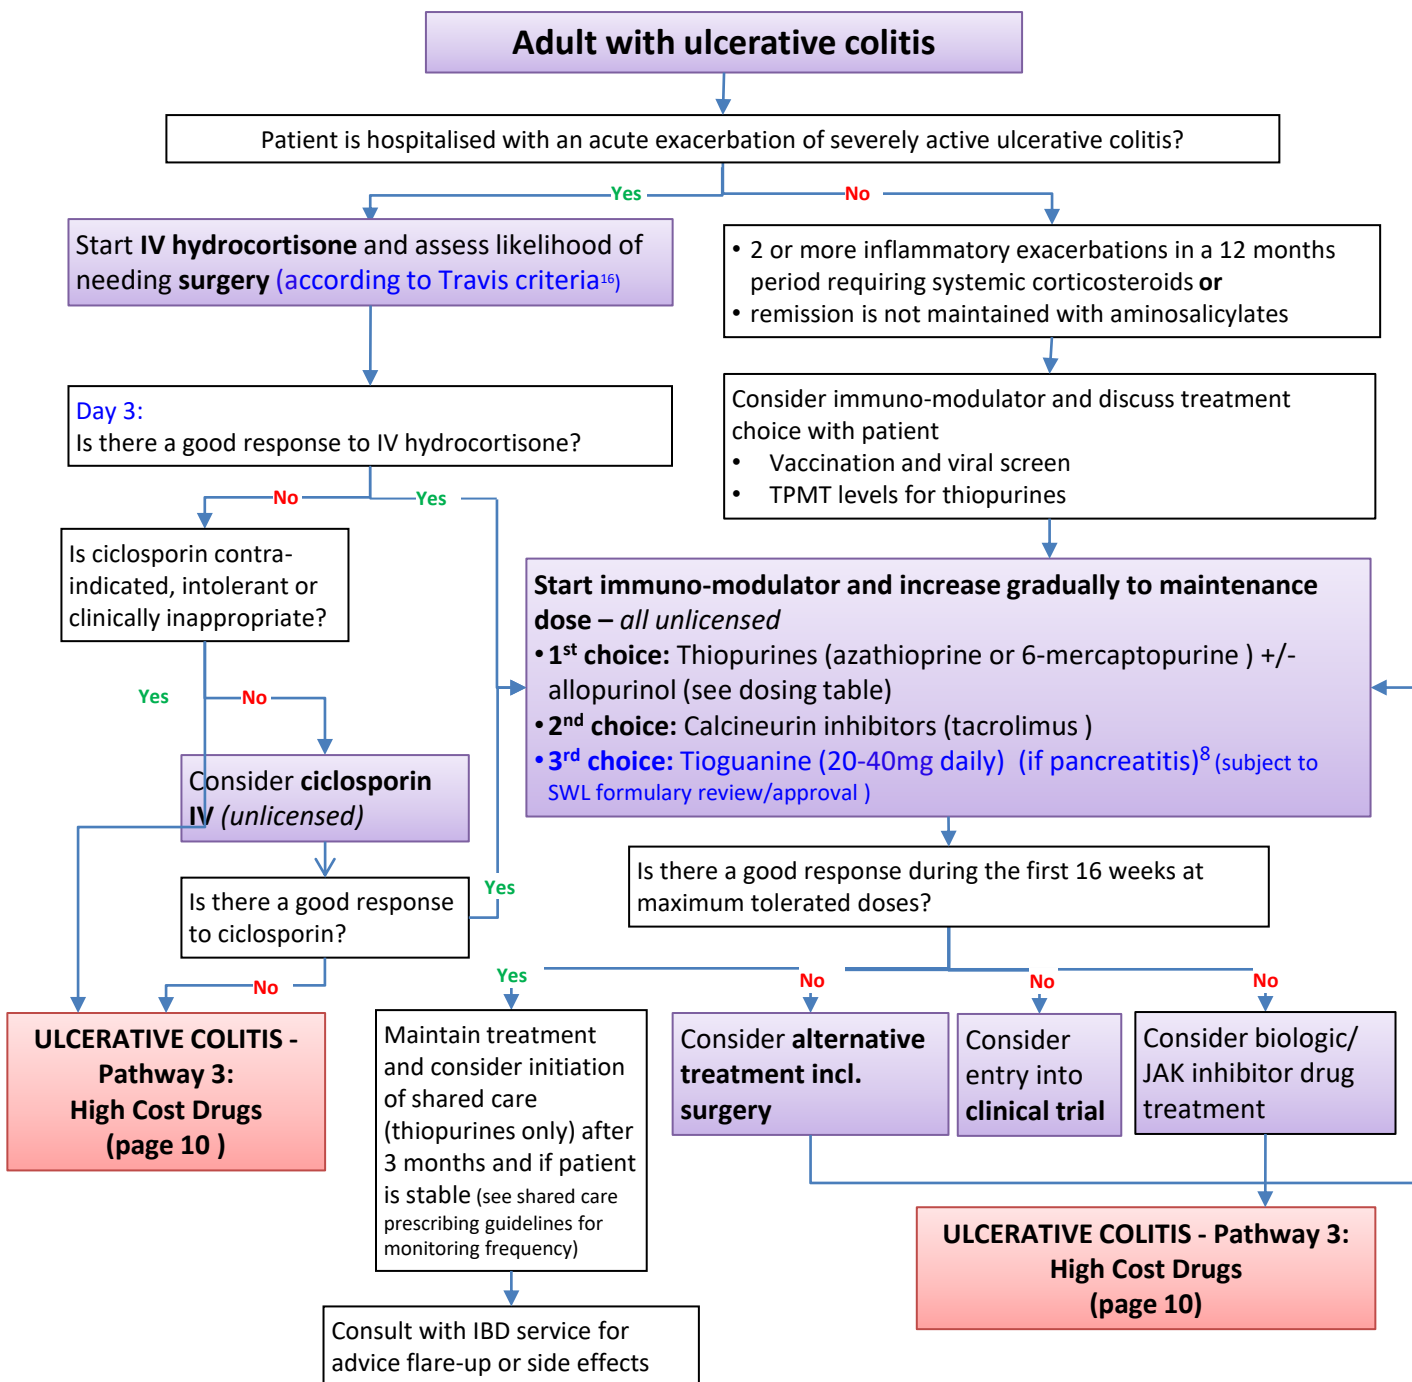 Adult with ulcerative colitis
Patient is hospitalised with an acute exacerbation of severely active ulcerative colitis?
Yes
No
Start IV hydrocortisone and assess likelihood of
needing surgery (according to Travis criteria16)
• 2 or more inflammatory exacerbations in a 12 months
period requiring systemic corticosteroids or
• remission is not maintained with aminosalicylates
Day 3:
Is there a good response to IV hydrocortisone?
Consider immuno-modulator and discuss treatment
choice with patient
• Vaccination and viral screen
• TPMT levels for thiopurines
No
Yes
Is ciclosporin contra-
indicated, intolerant or
clinically inappropriate?
Start immuno-modulator and increase gradually to maintenance
dose – all unlicensed
• 1st choice: Thiopurines (azathioprine or 6-mercaptopurine ) +/-
allopurinol (see dosing table)
• 2nd choice: Calcineurin inhibitors (tacrolimus )
• 3rd choice: Tioguanine (20-40mg daily) (if pancreatitis)8 (subject to
SWL formulary review/approval )
Yes
No
Consider ciclosporin
IV (unlicensed)
Is there a good response
to ciclosporin?
Yes
No
Is there a good response during the first 16 weeks at
maximum tolerated doses?
Yes
No
No
No
ULCERATIVE COLITIS -
Pathway 3:
High Cost Drugs
(page 10 )
Maintain treatment
and consider initiation
of shared care
(thiopurines only) after
3 months and if patient
is stable (see shared care
prescribing guidelines for
monitoring frequency)
Consider alternative
treatment incl.
surgery
Consider
entry into
clinical trial
Consider biologic/
JAK inhibitor drug
treatment
ULCERATIVE COLITIS - Pathway 3:
High Cost Drugs
(page 10)
Consult with IBD service for
advice flare-up or side effects